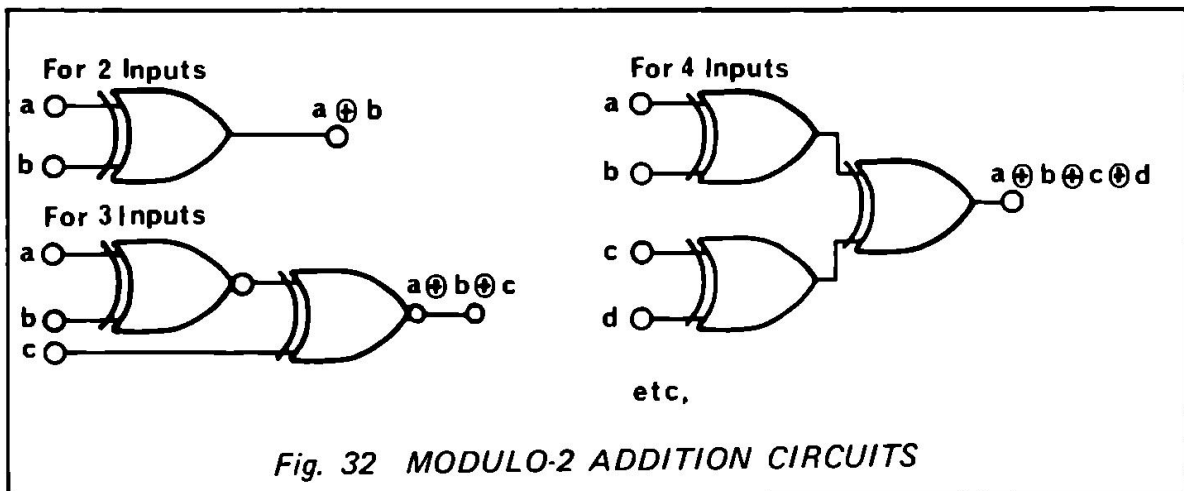 For 2 Inputs
a
b
a ⊕ b
For 3 Inputs
a
b
c
a ⊕ b ⊕ c
For 4 Inputs
a
b
c
d
a ⊕ b ⊕ c ⊕ d
etc,
Fig. 32 MODULO-2 ADDITION CIRCUITS